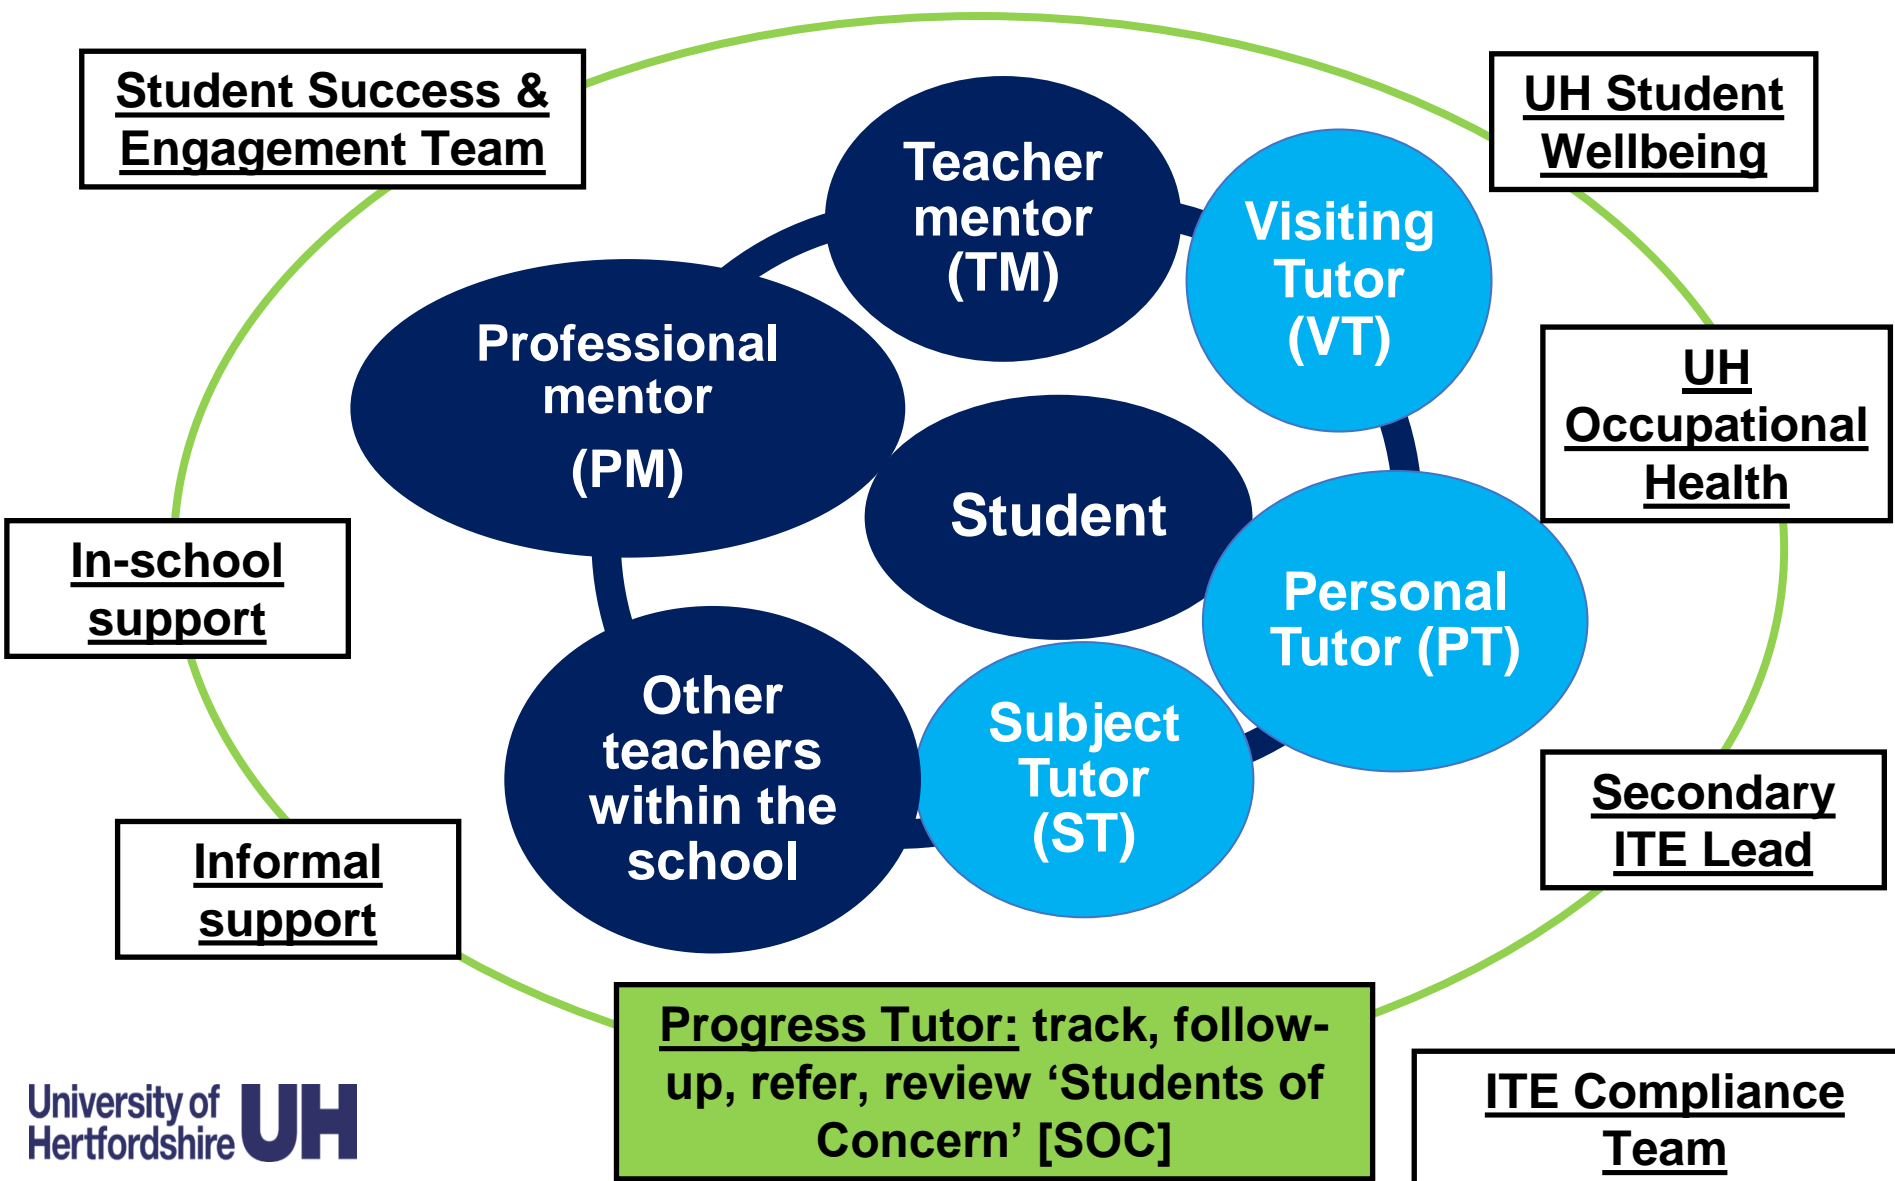 Student Success &
Engagement Team
UH Student
Wellbeing
Teacher
mentor
(TM)
Visiting
Tutor
(VT)
Professional
mentor
(PM)
UH
Occupational
Health
Student
In-school
support
Personal
Tutor (PT)
Other
teachers
within the
school
Subject
Tutor
(ST)
Secondary
ITE Lead
Informal
support
Progress Tutor: track, follow-
up, refer, review ‘Students of
Concern’ [SOC]
ITE Compliance
Team
University of
Hertfordshire
UH